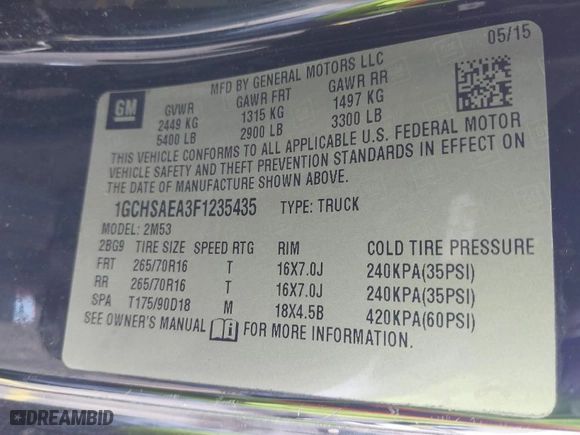 05/15
MFD BY GENERAL MOTORS LLC
GM
GVWR GAWR FRT GAWR RR
2449 KG 1315 KG 1497 KG
5400 LB 2900 LB 3300 LB
THIS VEHICLE CONFORMS TO ALL APPLICABLE U.S. FEDERAL MOTOR
VEHICLE SAFETY AND THEFT PREVENTION STANDARDS IN EFFECT ON
THE DATE OF MANUFACTURE SHOWN ABOVE.
1GCHSAEA3F1235435 TYPE: TRUCK
MODEL: 2M53
2BG9 TIRE SIZE SPEED RTG RIM COLD TIRE PRESSURE
FRT 265/70R16 T 16X7.0J 240KPA(35PSI)
RR 265/70R16 T 16X7.0J 240KPA(35PSI)
SPA T175/90D18 M 18X4.5B 420KPA(60PSI)
SEE OWNER'S MANUAL FOR MORE INFORMATION.
DREAMBID